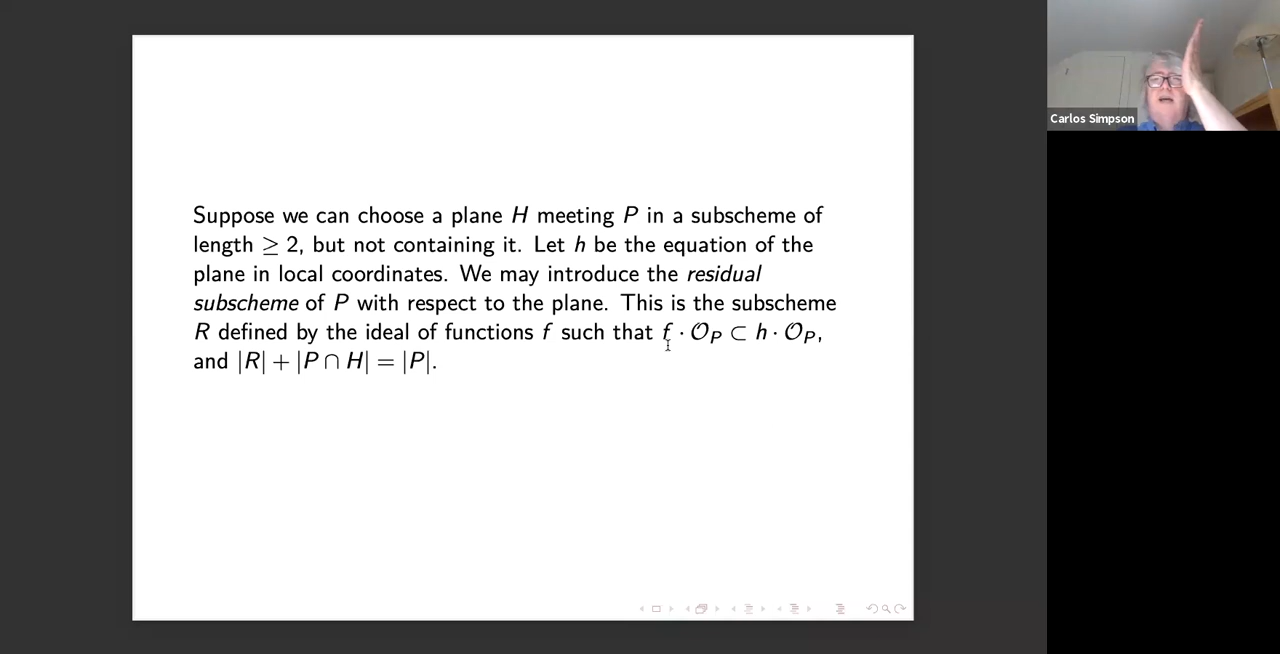 Suppose we can choose a plane H meeting P in a subscheme of
length ≥ 2, but not containing it. Let h be the equation of the
plane in local coordinates. We may introduce the residual
subscheme of P with respect to the plane. This is the subscheme
R defined by the ideal of functions f such that f · 𝒪_P ⊂ h · 𝒪_P,
and |R| + |P ∩ H| = |P|.
Carlos Simpson